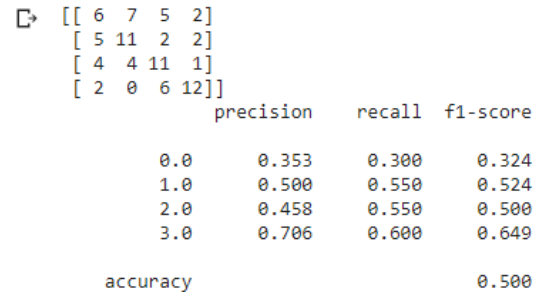 [[ 6 7 5 2]
[ 5 11 2 2]
[ 4 4 11 1]
[ 2 0 6 12]]
precision recall f1-score
0.0 0.353 0.300 0.324
1.0 0.500 0.550 0.524
2.0 0.458 0.550 0.500
3.0 0.706 0.600 0.649
accuracy 0.500